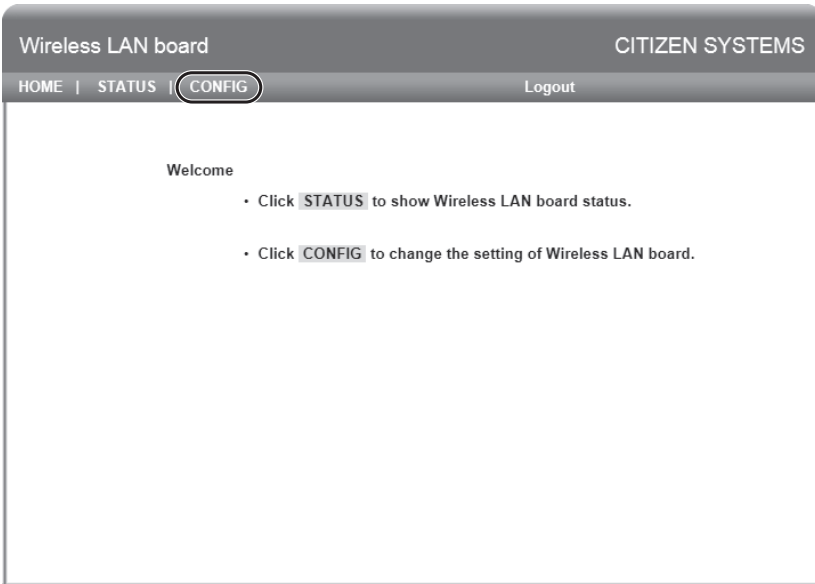 Wireless LAN board CITIZEN SYSTEMS
HOME | STATUS | CONFIG Logout
Welcome
・ Click STATUS to show Wireless LAN board status.
・ Click CONFIG to change the setting of Wireless LAN board.